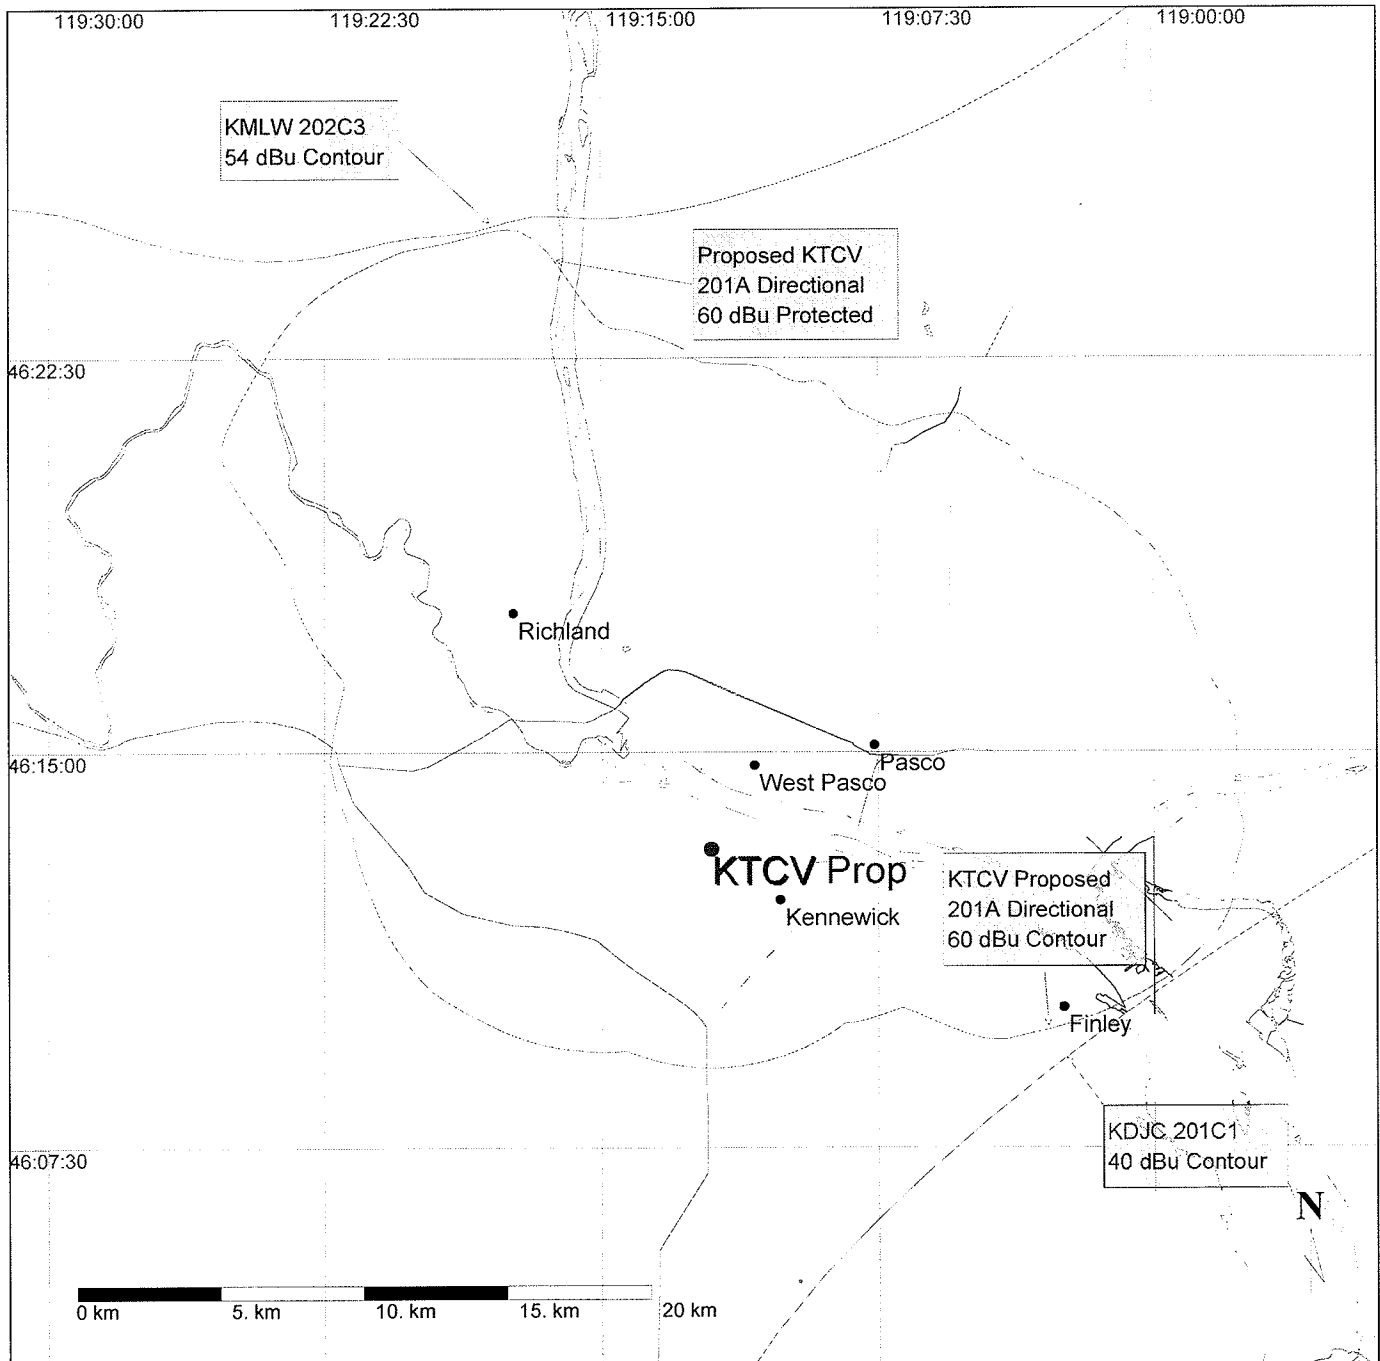 119:30:00
119:22:30
119:15:00
119:07:30
119:00:00
KMLW 202C3
54 dBu Contour
Proposed KTCV
201A Directional
60 dBu Protected
46:22:30
Richland
46:15:00
Pasco
West Pasco
KTCV Prop
KTCV Proposed
201A Directional
60 dBu Contour
Kennewick
Finley
KDJC 201C1
40 dBu Contour
46:07:30
N
0 km
5. km
10. km
15. km
20 km